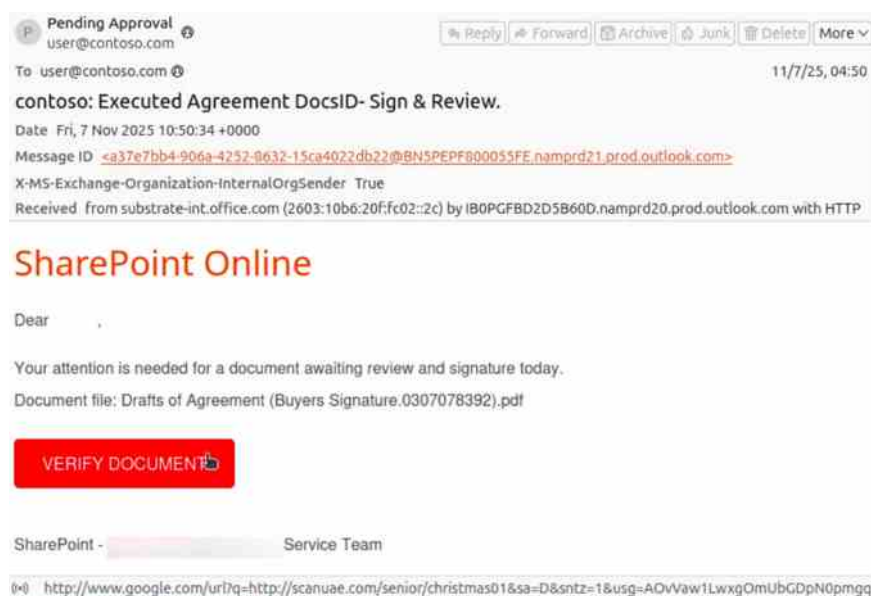 P
Pending Approval
user@contoso.com
Reply Forward Archive Junk Delete More
To user@contoso.com
11/7/25, 04:50
contoso: Executed Agreement DocsID- Sign & Review.
Date Fri, 7 Nov 2025 10:50:34 +0000
Message ID <a37e7bb4-906a-4252-8632-15ca4022db22@BN5PEPF800055FE.namprd21.prod.outlook.com>
X-MS-Exchange-Organization-InternalOrgSender True
Received from substrate-int.office.com (2603:10b6:20f:fc02::2c) by IB0PGFBD2D5B60D.namprd20.prod.outlook.com with HTTP
SharePoint Online
Dear ,
Your attention is needed for a document awaiting review and signature today.
Document file: Drafts of Agreement (Buyers Signature.0307078392).pdf
VERIFY DOCUMENT
SharePoint - Service Team
http://www.google.com/url?q=http://scanuae.com/senior/christmas01&sa=D&sntz=1&usg=AOvVaw1LwxgOmUbGDpN0pmgq